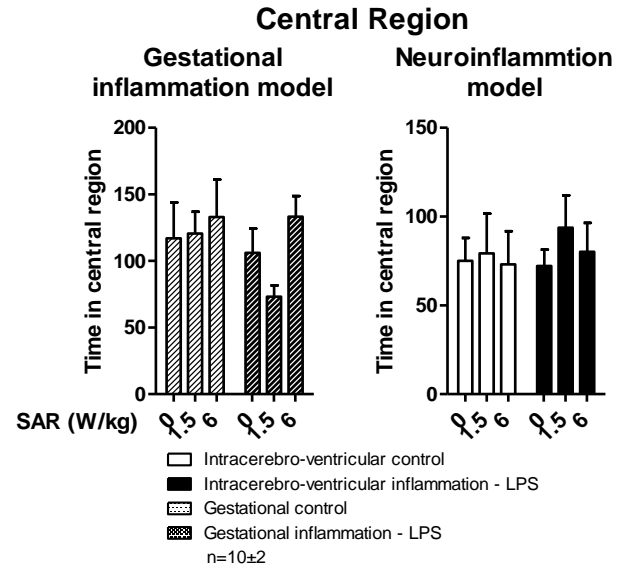 Central Region
Gestational
inflammation model
Neuroinflammtion
model
Time in central region
200
150
100
50
0
Time in central region
150
100
50
0
SAR (W/kg)
0
1.5
6
0
1.5
6
0
1.5
6
0
1.5
6
Intracerebro-ventricular control
Intracerebro-ventricular inflammation - LPS
Gestational control
Gestational inflammation - LPS
n=10±2